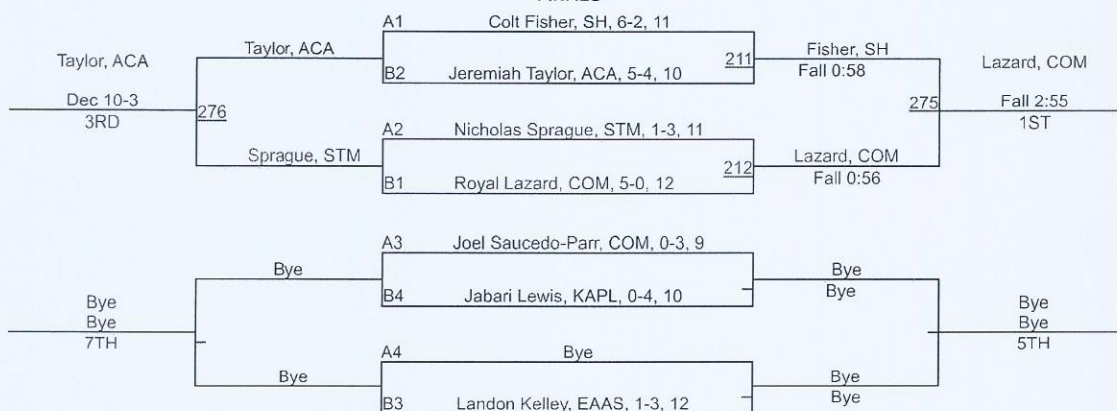 A1 Colt Fisher, SH, 6-2, 11
Taylor, ACA
Taylor, ACA
B2 Jeremiah Taylor, ACA, 5-4, 10
211
Fisher, SH
Fall 0:58
Lazard, COM
Dec 10-3
3RD
276
275
Fall 2:55
1ST
A2 Nicholas Sprague, STM, 1-3, 11
Sprague, STM
B1 Royal Lazard, COM, 5-0, 12
212
Lazard, COM
Fall 0:56
A3 Joel Saucedo-Parr, COM, 0-3, 9
Bye
B4 Jabari Lewis, KAPL, 0-4, 10
Bye
Bye
Bye
Bye
7TH
Bye
Bye
5TH
A4 Bye
Bye
B3 Landon Kelley, EAAS, 1-3, 12
Bye
Bye